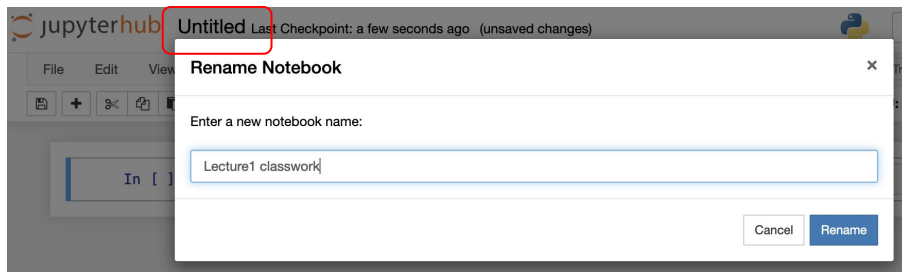 jupyterhub Untitled Last Checkpoint: a few seconds ago (unsaved changes)
File Edit View
Rename Notebook ×
Enter a new notebook name:
Lecture1 classwork
In [ ]
Cancel Rename